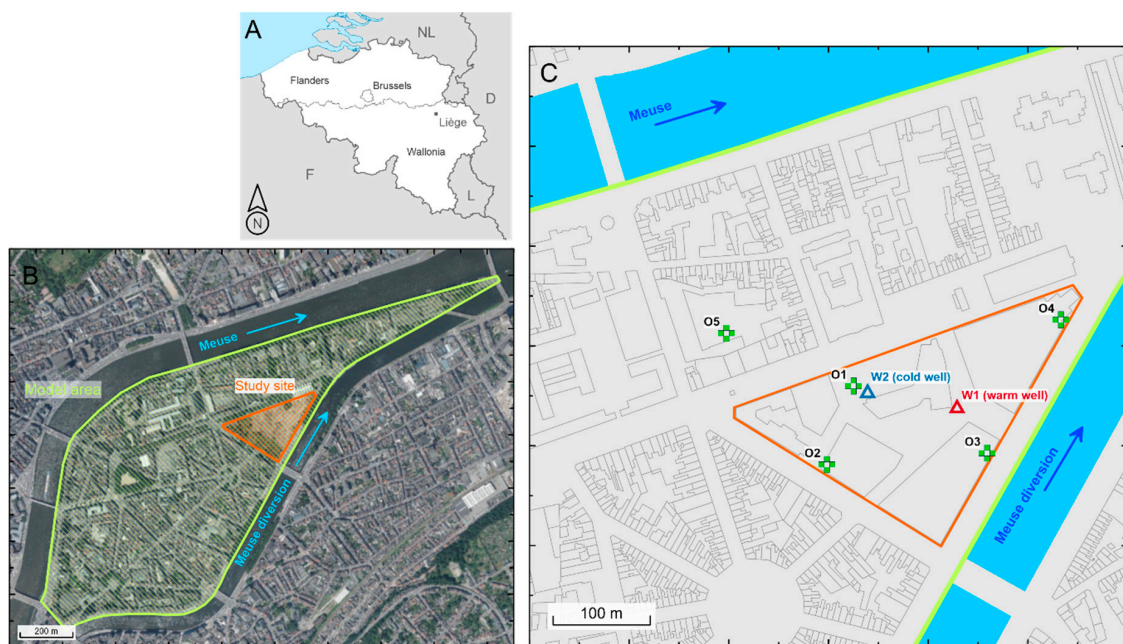 A
NL
Flanders
Brussels
D
Liège
Wallonia
F
L
N
B
Meuse
Model area
Study site
Meuse diversion
200 m
C
Meuse
O4
O5
O1
W2 (cold well)
W1 (warm well)
O3
O2
Meuse diversion
100 m